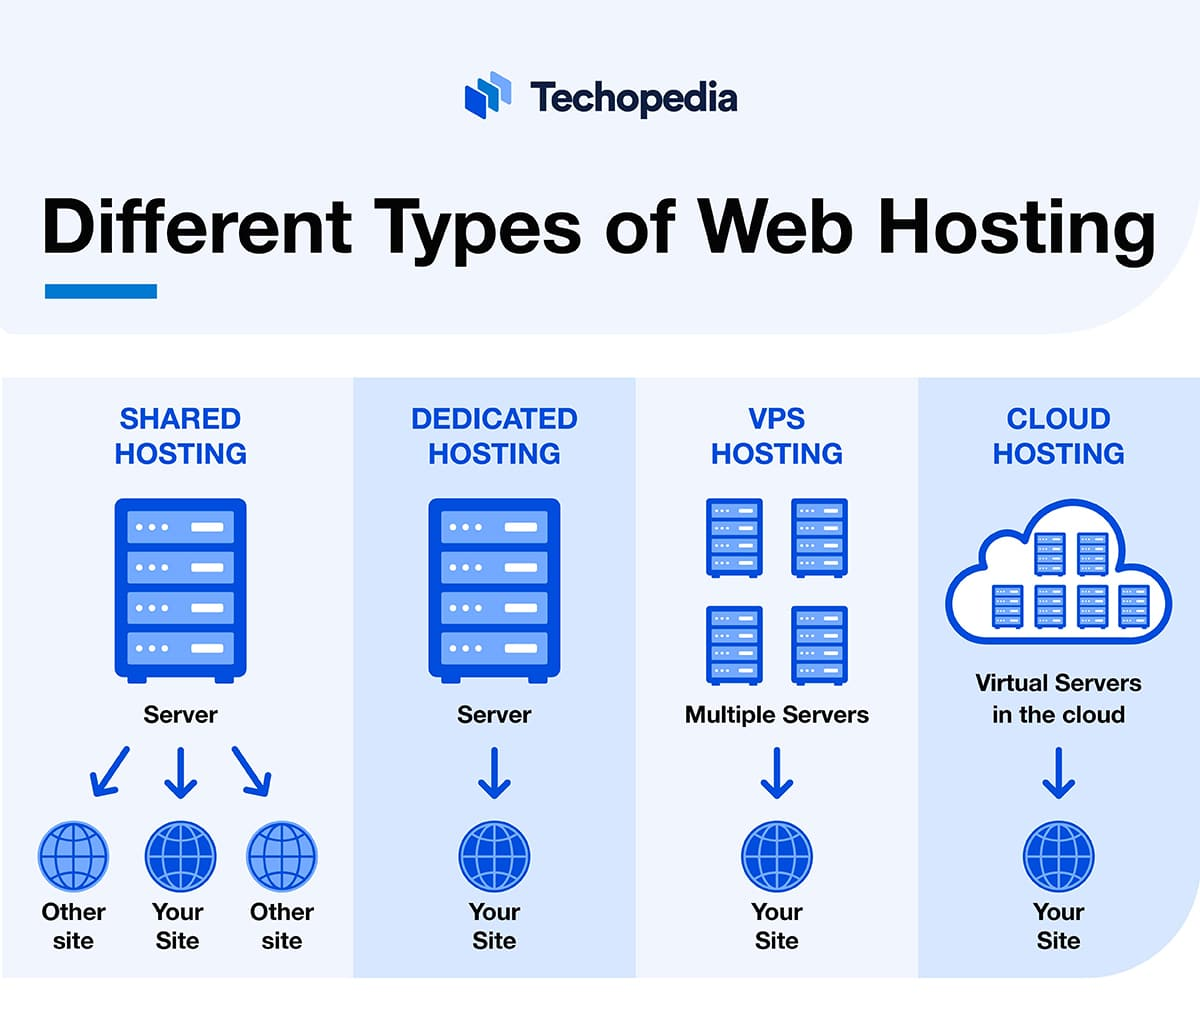 Techopedia
Different Types of Web Hosting
SHARED
HOSTING
Server
Other
site
Your
Site
Other
site
DEDICATED
HOSTING
Server
Your
Site
VPS
HOSTING
Multiple Servers
Your
Site
CLOUD
HOSTING
Virtual Servers
in the cloud
Your
Site